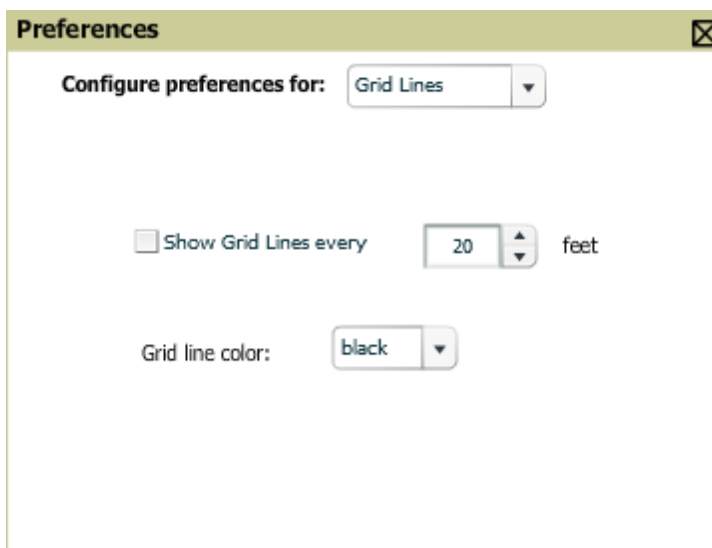 Preferences
Configure preferences for: Grid Lines
Show Grid Lines every 20 feet
Grid line color: black